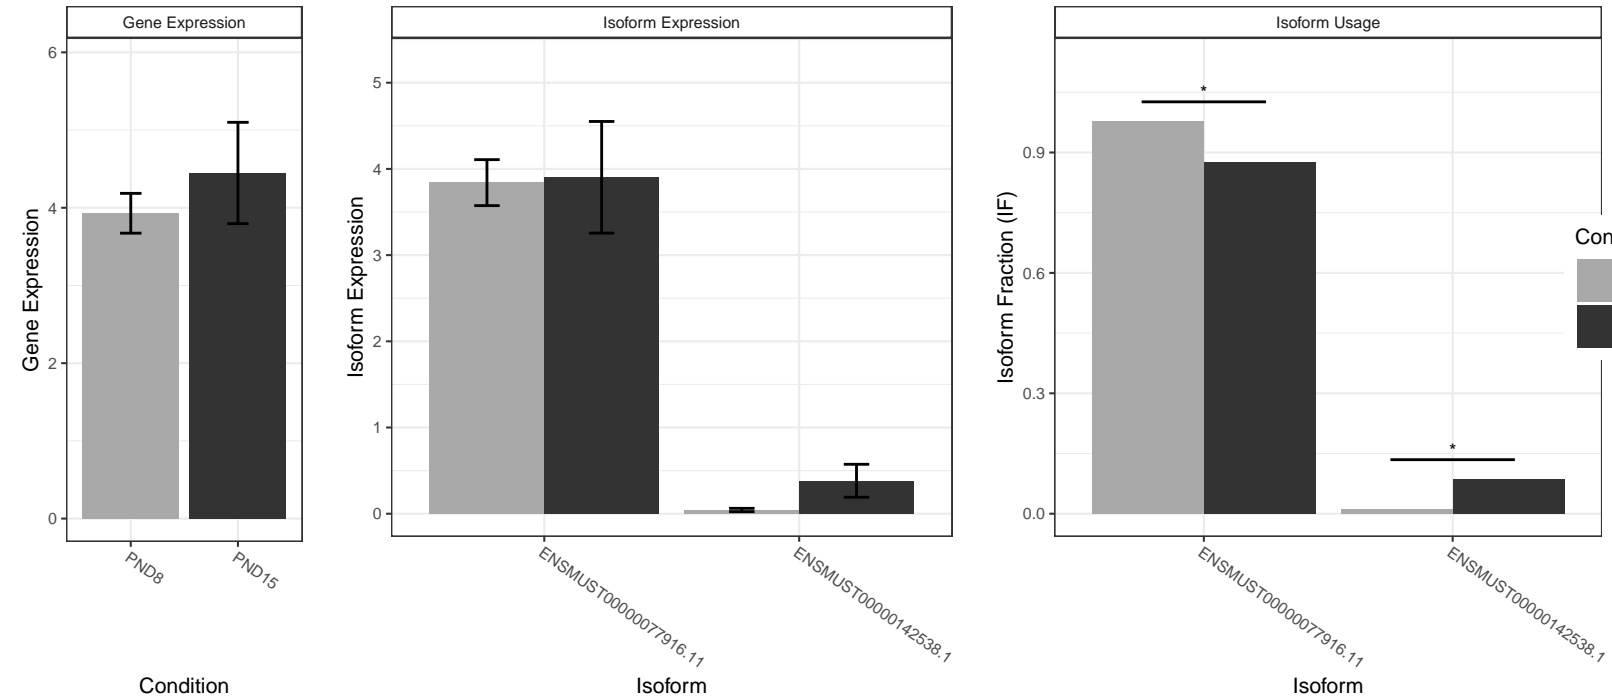 Gene Expression
Isoform Expression
Isoform Usage
Gene Expression
6
4
2
0
PND8
PND15
Condition
Isoform Expression
5
4
3
2
1
0
ENSMUST00000077916.11
ENSMUST00000142538.1
Isoform
Isoform Fraction (IF)
0.9
0.6
0.3
0.0
*
*
ENSMUST00000077916.11
ENSMUST00000142538.1
Isoform
Con